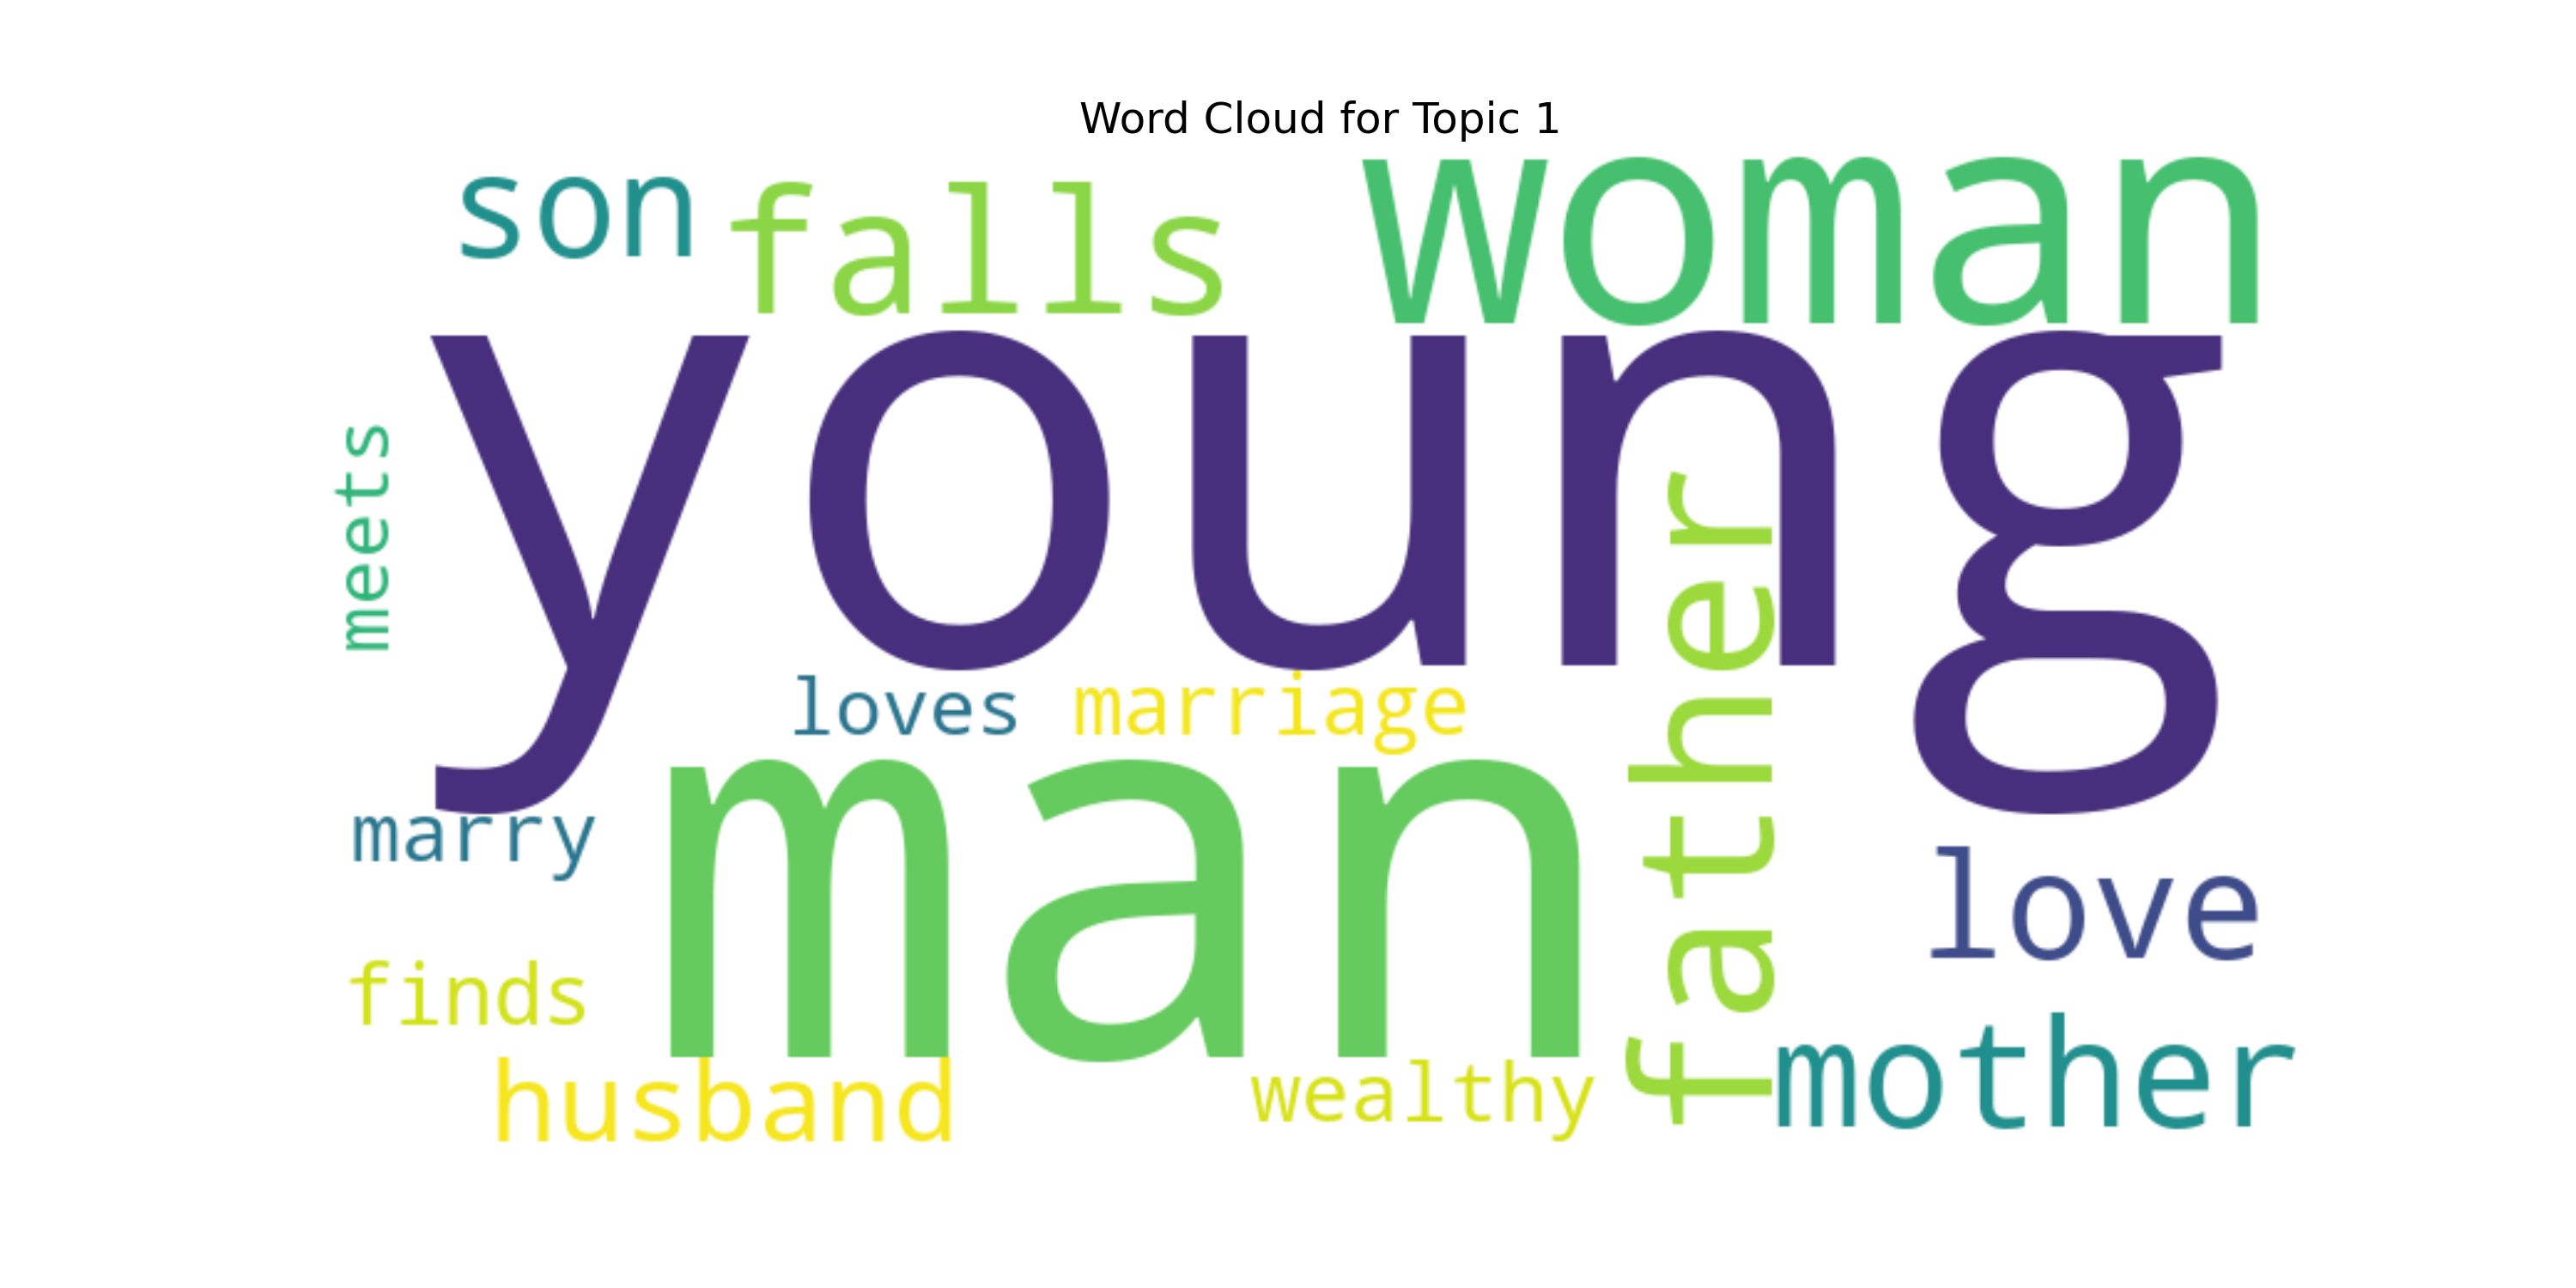 Word Cloud for Topic 1
son
falls
woman
young
meets
father
loves
marriage
man
marry
love
finds
mother
husband
wealthy